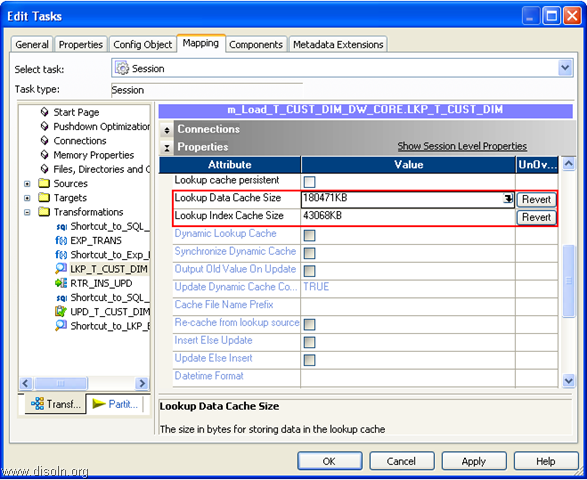 Edit Tasks
General
Properties
Config Object
Mapping
Components
Metadata Extensions
Select task:
Session
Task type:
Session
Start Page
Pushdown Optimization
Connections
Memory Properties
Files, Directories and C
Sources
Targets
Transformations
Shortcut_to_SQL_
EXP_TRANS
Shortcut_to_Exp_
LKP_T_CUST_DIM
RTR_INS_UPD
Shortcut_to_SQL_
UPD_T_CUST_DIM
Shortcut_to_LKP_E
Transf...
Partit...
m_Load_T_CUST_DIM_DW_CORE.LKP_T_CUST_DIM
Connections
Properties
Show Session Level Properties
Attribute Value UnOv...
Lookup cache persistent
Lookup Data Cache Size 180471KB Revert
Lookup Index Cache Size 43068KB Revert
Dynamic Lookup Cache
Synchronize Dynamic Cache
Output Old Value On Update
Update Dynamic Cache Co... TRUE
Cache File Name Prefix
Re-cache from lookup source
Insert Else Update
Update Else Insert
Datetime Format
Lookup Data Cache Size
The size in bytes for storing data in the lookup cache
OK
Cancel
Apply
Help
www.disoln.org